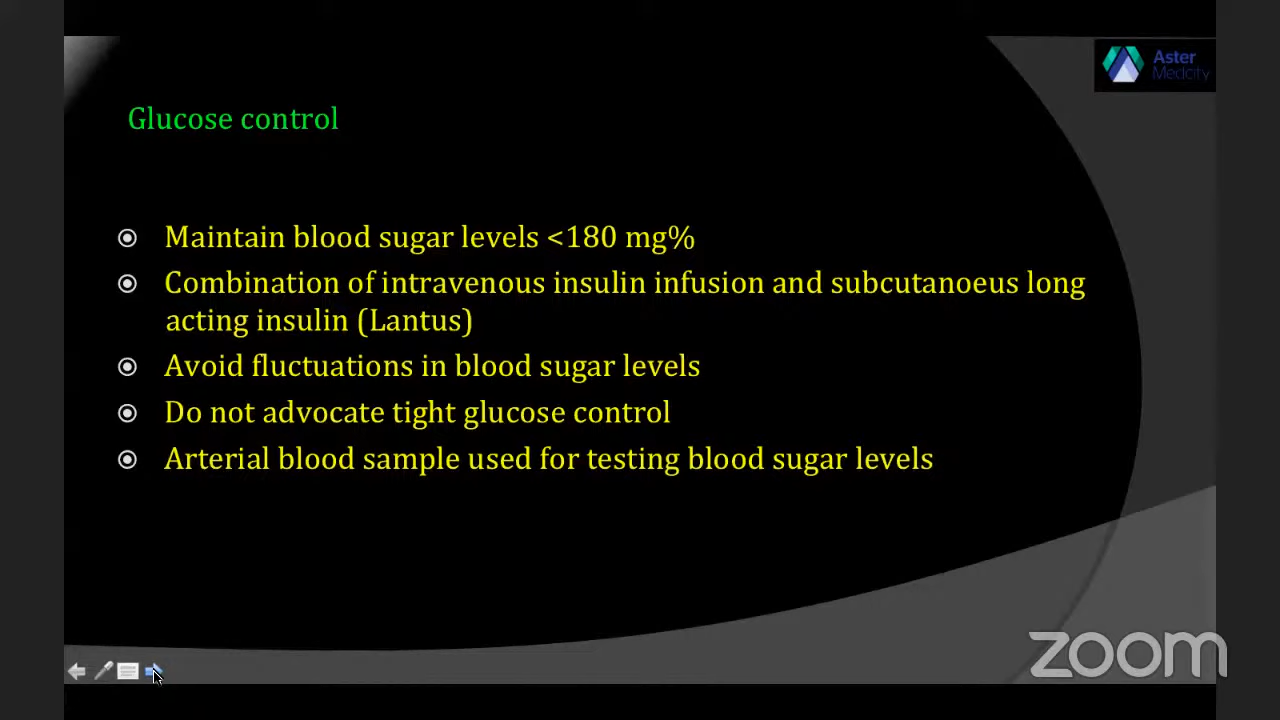 Aster
Medcity
Glucose control
Maintain blood sugar levels <180 mg%
Combination of intravenous insulin infusion and subcutanoeus long
acting insulin (Lantus)
Avoid fluctuations in blood sugar levels
Do not advocate tight glucose control
Arterial blood sample used for testing blood sugar levels
zoom